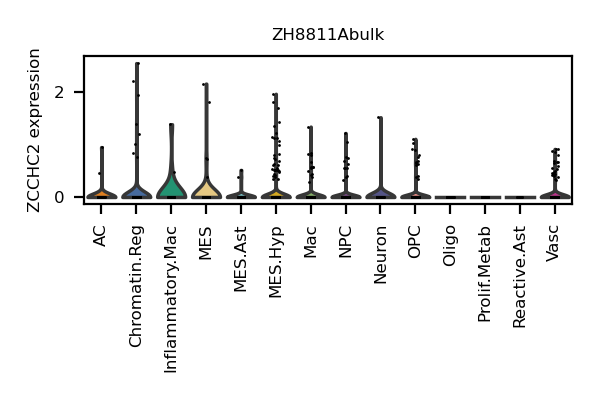 ZH8811Abulk
ZCCHC2 expression
2
0
AC
Chromatin.Reg
Inflammatory.Mac
MES
MES.Ast
MES.Hyp
Mac
NPC
Neuron
OPC
Oligo
Prolif.Metab
Reactive.Ast
Vasc